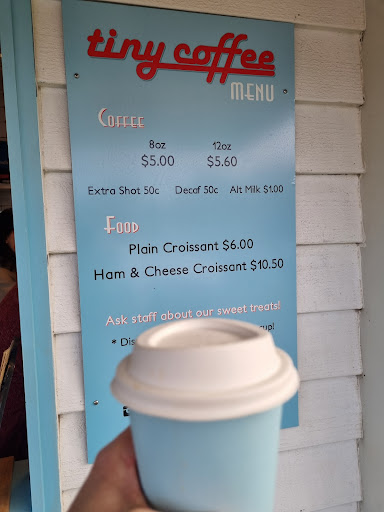 tiny coffee
MENU
COFFEE
8oz 12oz
$5.00 $5.60
Extra Shot 50c Decaf 50c Alt Milk $1.00
FOOD
Plain Croissant $6.00
Ham & Cheese Croissant $10.50
Ask staff about our sweet treats!